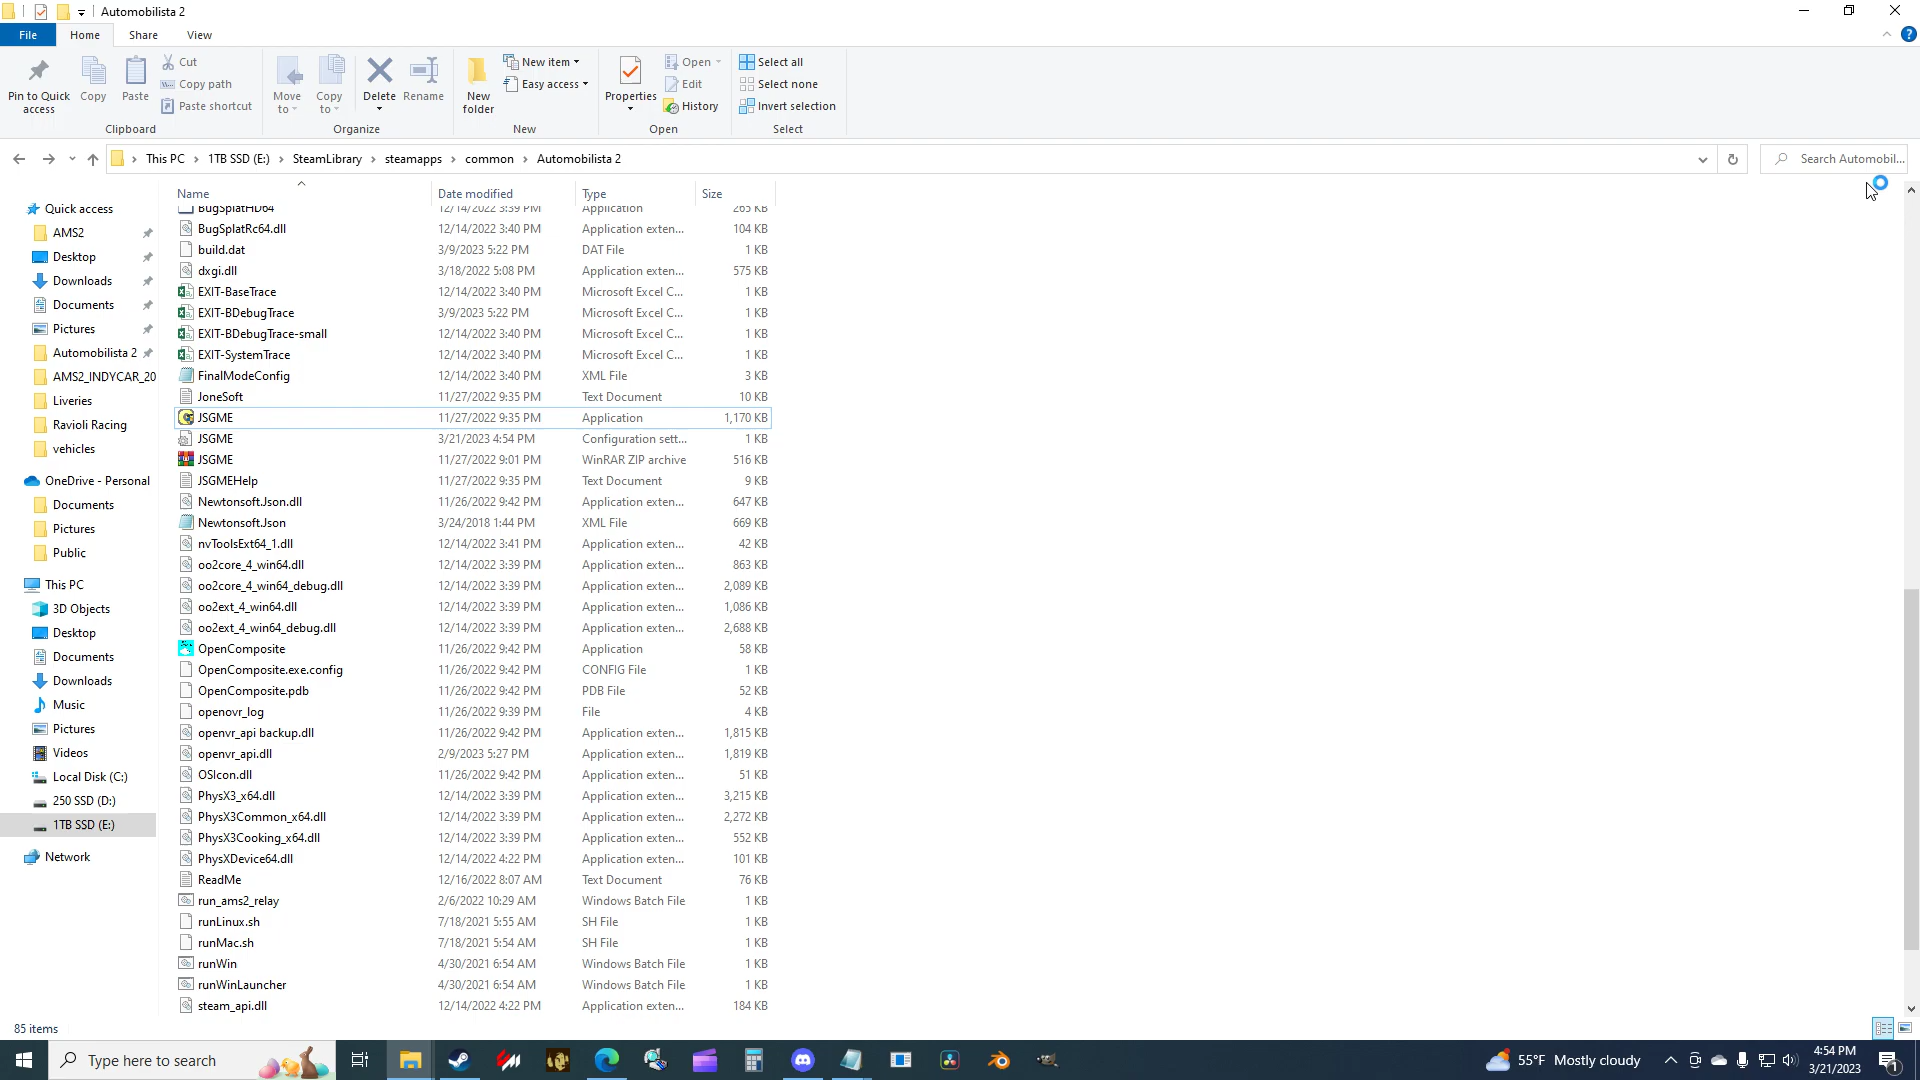 Automobilista 2
File Home Share View
Pin to Quick access
Copy
Paste
Cut
Copy path
Paste shortcut
Clipboard
Move to
Copy to
Delete
Rename
Organize
New folder
New item
Easy access
New
Properties
Open
Edit
History
Open
Select all
Select none
Invert selection
Select
This PC > 1TB SSD (E:) > SteamLibrary > steamapps > common > Automobilista 2
Search Automobil...
Quick access
AMS2
Desktop
Downloads
Documents
Pictures
Automobilista 2
AMS2_INDYCAR_20
Liveries
Ravioli Racing
vehicles
OneDrive - Personal
Documents
Pictures
Public
This PC
3D Objects
Desktop
Documents
Downloads
Music
Pictures
Videos
Local Disk (C:)
250 SSD (D:)
1TB SSD (E:)
Network
Name Date modified Type Size
BugSplatHD64 12/14/2022 3:39 PM Application 265 KB
BugSplatRc64.dll 12/14/2022 3:40 PM Application exten... 104 KB
build.dat 3/9/2023 5:22 PM DAT File 1 KB
dxgi.dll 3/18/2022 5:08 PM Application exten... 575 KB
EXIT-BaseTrace 12/14/2022 3:40 PM Microsoft Excel C... 1 KB
EXIT-BDebugTrace 3/9/2023 5:22 PM Microsoft Excel C... 1 KB
EXIT-BDebugTrace-small 12/14/2022 3:40 PM Microsoft Excel C... 1 KB
EXIT-SystemTrace 12/14/2022 3:40 PM Microsoft Excel C... 1 KB
FinalModeConfig 12/14/2022 3:40 PM XML File 3 KB
JoneSoft 11/27/2022 9:35 PM Text Document 10 KB
JSGME 11/27/2022 9:35 PM Application 1,170 KB
JSGME 3/21/2023 4:54 PM Configuration sett... 1 KB
JSGME 11/27/2022 9:01 PM WinRAR ZIP archive 516 KB
JSGMEHelp 11/27/2022 9:35 PM Text Document 9 KB
Newtonsoft.Json.dll 11/26/2022 9:42 PM Application exten... 647 KB
Newtonsoft.Json 3/24/2018 1:44 PM XML File 669 KB
nvToolsExt64_1.dll 12/14/2022 3:41 PM Application exten... 42 KB
oo2core_4_win64.dll 12/14/2022 3:39 PM Application exten... 863 KB
oo2core_4_win64_debug.dll 12/14/2022 3:39 PM Application exten... 2,089 KB
oo2ext_4_win64.dll 12/14/2022 3:39 PM Application exten... 1,086 KB
oo2ext_4_win64_debug.dll 12/14/2022 3:39 PM Application exten... 2,688 KB
OpenComposite 11/26/2022 9:42 PM Application 58 KB
OpenComposite.exe.config 11/26/2022 9:42 PM CONFIG File 1 KB
OpenComposite.pdb 11/26/2022 9:42 PM PDB File 52 KB
openovr_log 11/26/2022 9:39 PM File 4 KB
openvr_api backup.dll 11/26/2022 9:42 PM Application exten... 1,815 KB
openvr_api.dll 2/9/2023 5:27 PM Application exten... 1,819 KB
OSIcon.dll 11/26/2022 9:42 PM Application exten... 51 KB
PhysX3_x64.dll 12/14/2022 3:39 PM Application exten... 3,215 KB
PhysX3Common_x64.dll 12/14/2022 3:39 PM Application exten... 2,272 KB
PhysX3Cooking_x64.dll 12/14/2022 3:39 PM Application exten... 552 KB
PhysXDevice64.dll 12/14/2022 4:22 PM Application exten... 101 KB
ReadMe 12/16/2022 8:07 AM Text Document 76 KB
run_ams2_relay 2/6/2022 10:29 AM Windows Batch File 1 KB
runLinux.sh 7/18/2021 5:55 AM SH File 1 KB
runMac.sh 7/18/2021 5:54 AM SH File 1 KB
runWin 4/30/2021 6:54 AM Windows Batch File 1 KB
runWinLauncher 4/30/2021 6:54 AM Windows Batch File 1 KB
steam_api.dll 12/14/2022 4:22 PM Application exten... 184 KB
85 items
Type here to search
55°F Mostly cloudy
4:54 PM
3/21/2023
1